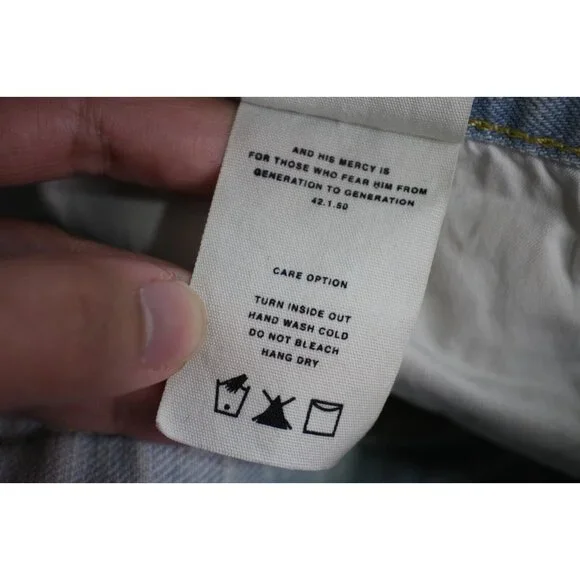 AND HIS MERCY IS
FOR THOSE WHO FEAR HIM FROM
GENERATION TO GENERATION
42.1.50
CARE OPTION
TURN INSIDE OUT
HAND WASH COLD
DO NOT BLEACH
HANG DRY